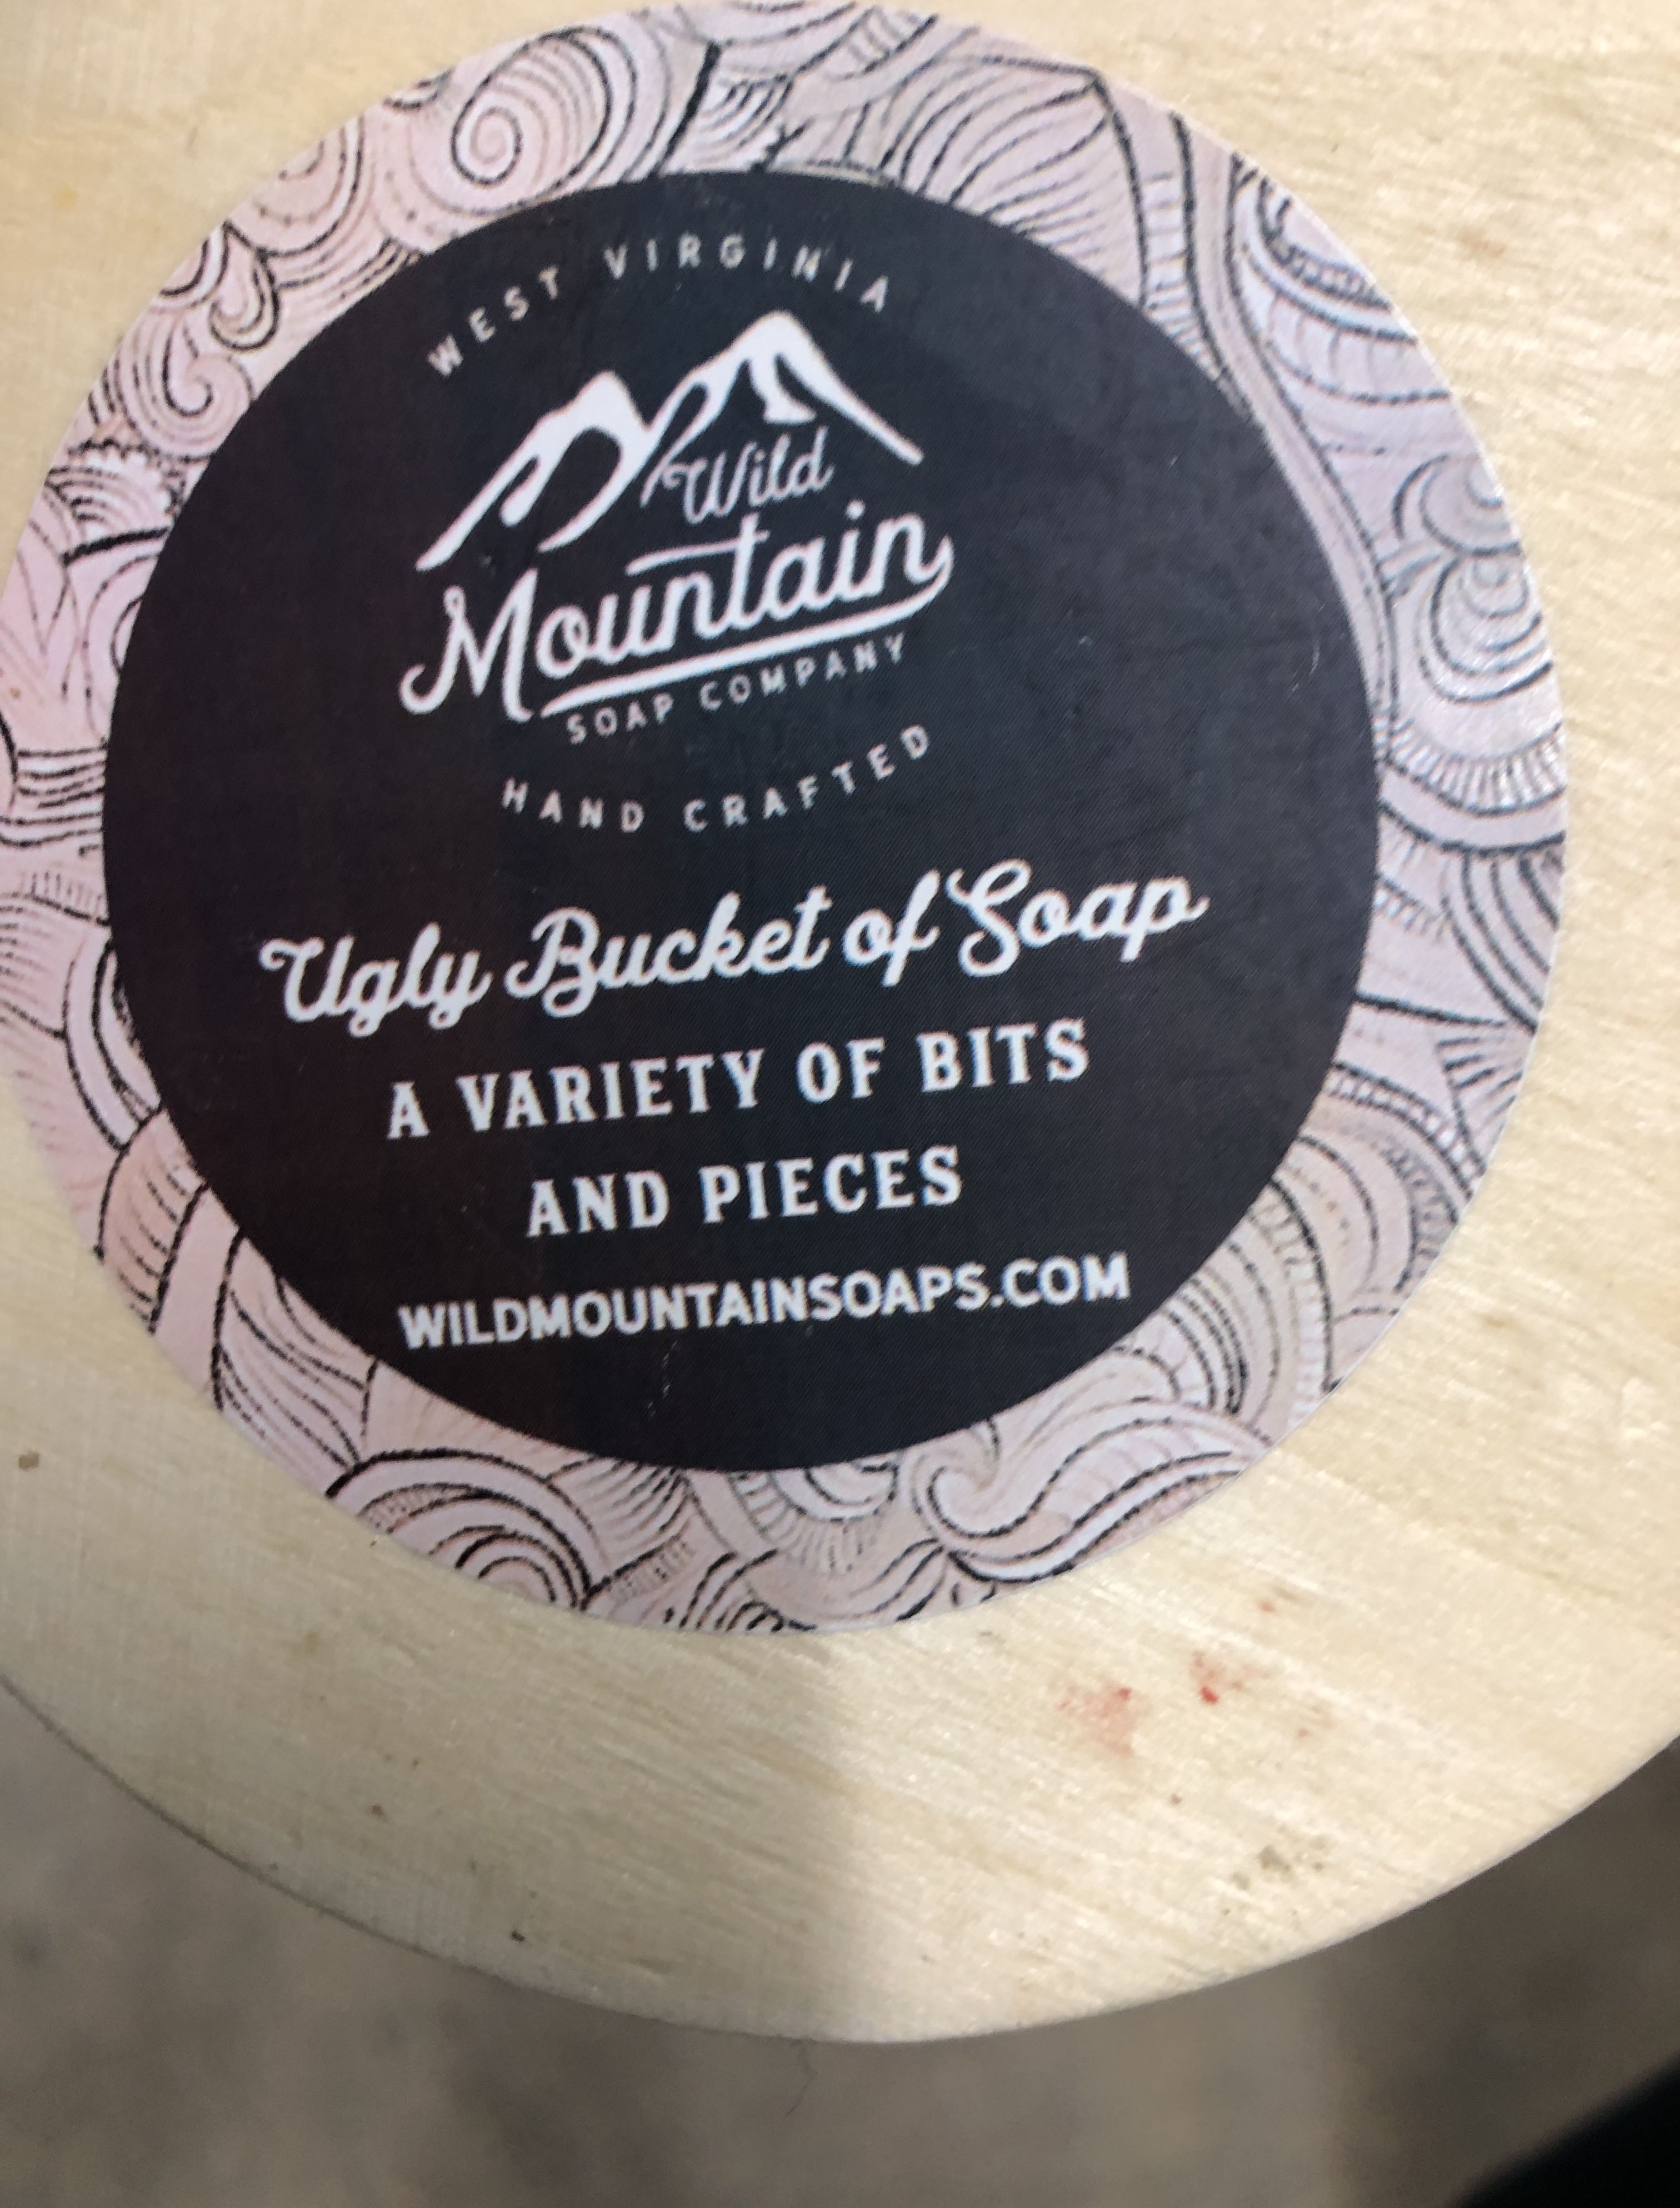 WEST VIRGINIA
Wild
Mountain
SOAP COMPANY
HAND CRAFTED
Ugly Bucket of Soap
A VARIETY OF BITS
AND PIECES
WILDMOUNTAINSOAPS.COM